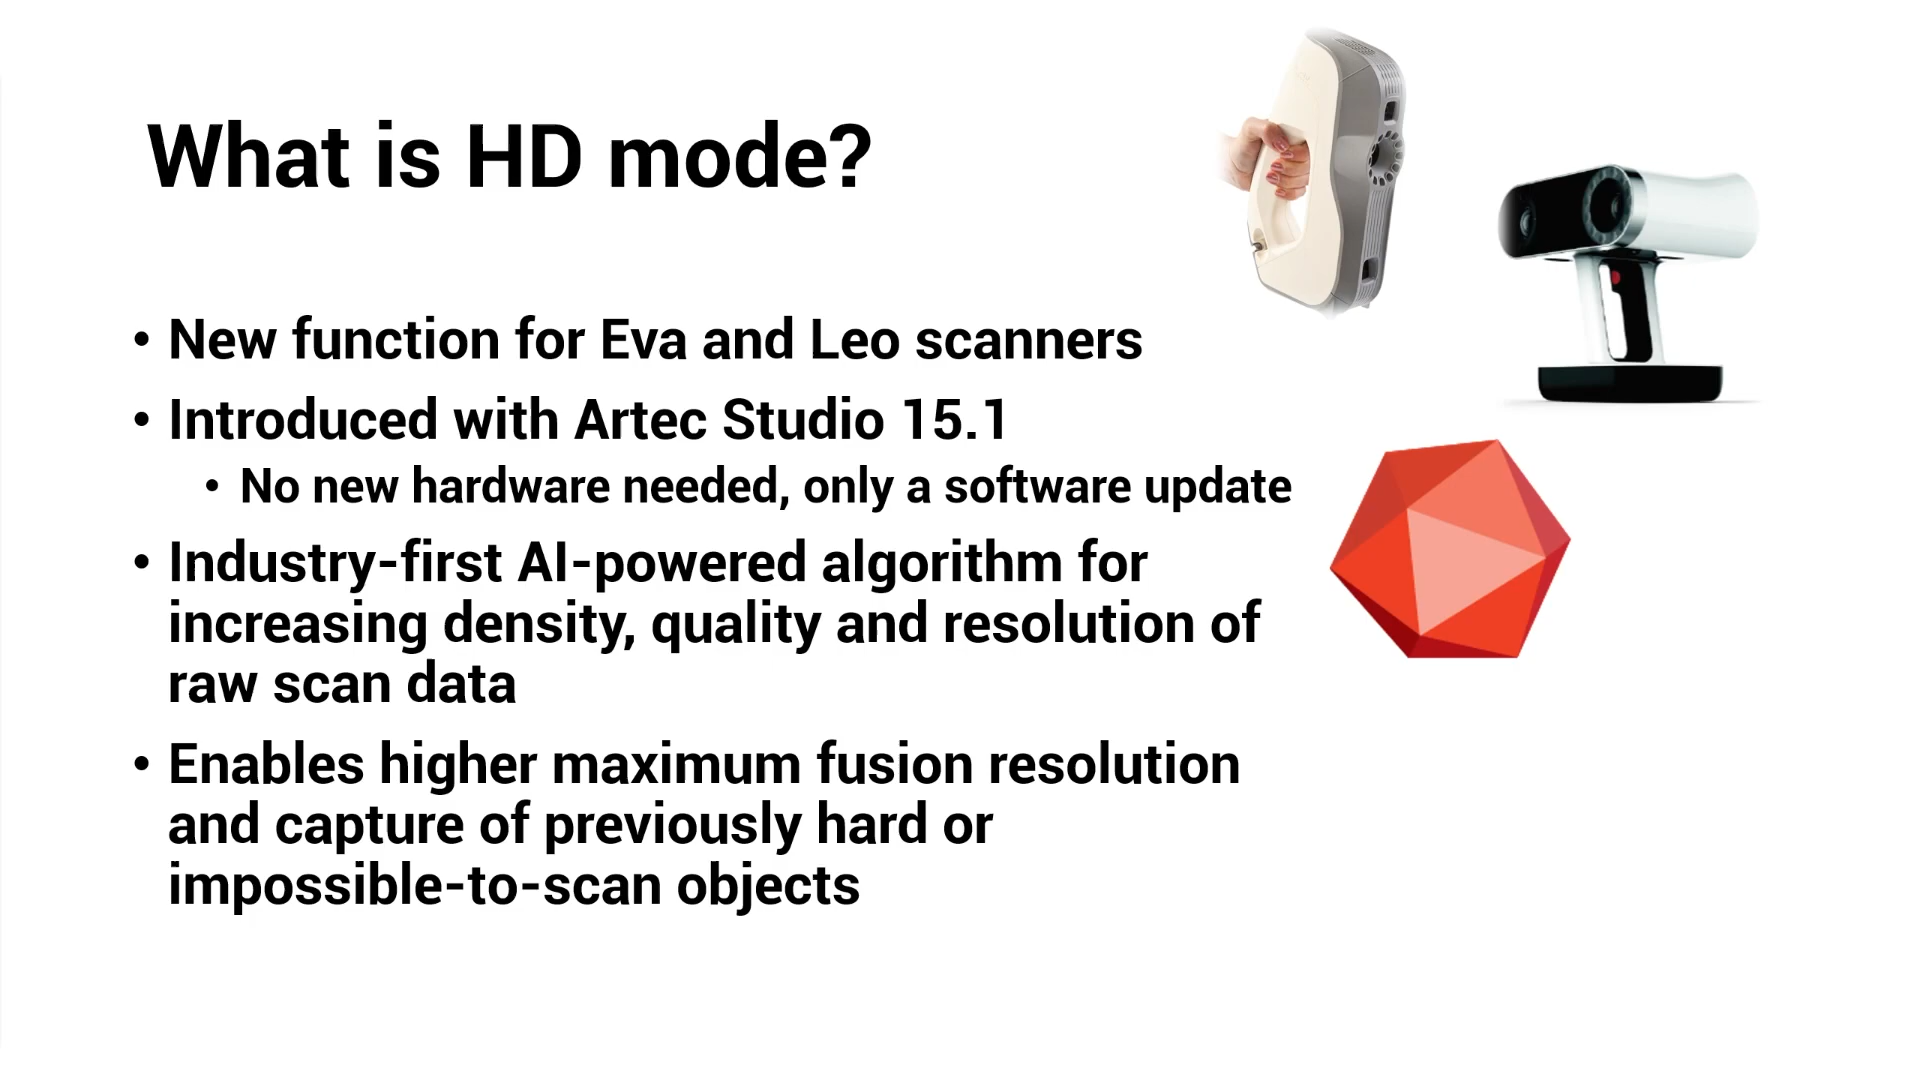 What is HD mode?
• New function for Eva and Leo scanners
• Introduced with Artec Studio 15.1
• No new hardware needed, only a software update
• Industry-first AI-powered algorithm for
increasing density, quality and resolution of
raw scan data
• Enables higher maximum fusion resolution
and capture of previously hard or
impossible-to-scan objects